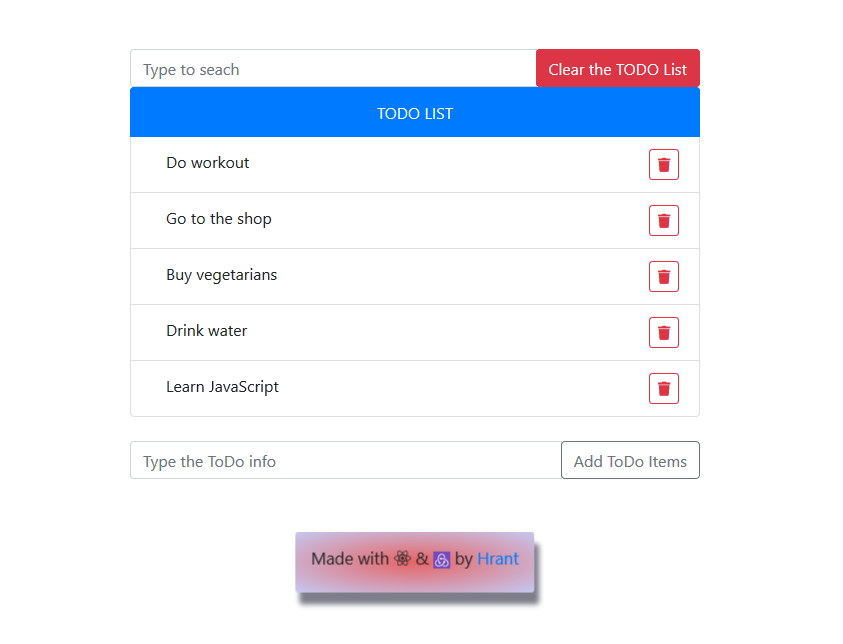 Type to seach
Clear the TODO List
TODO LIST
Do workout
Go to the shop
Buy vegetarians
Drink water
Learn JavaScript
Type the ToDo info
Add ToDo Items
Made with & by Hrant